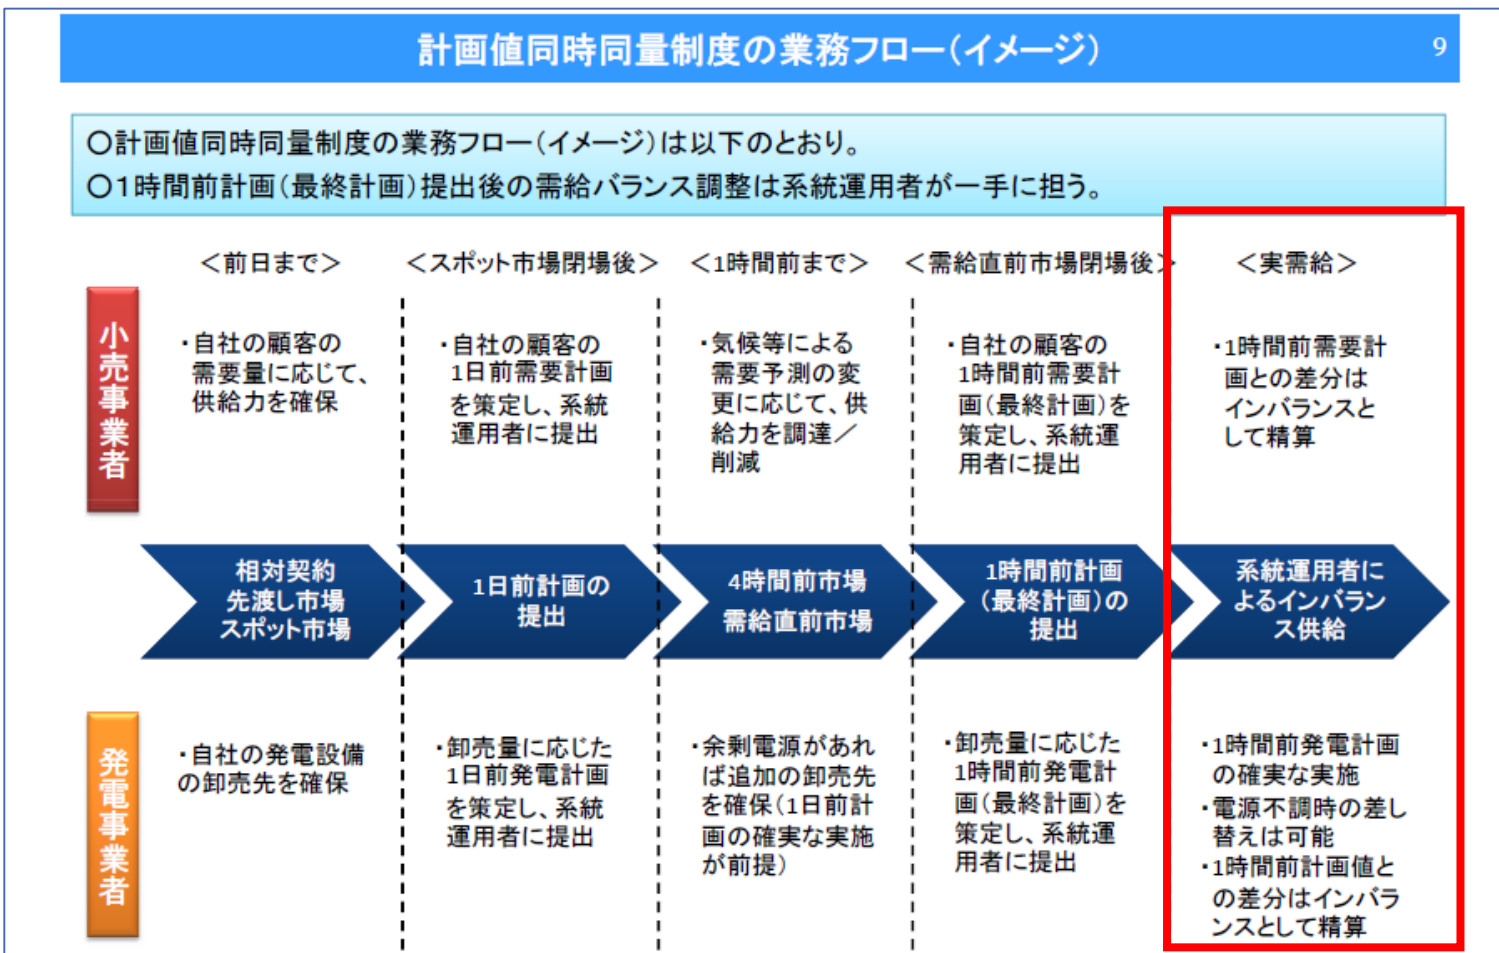 計画値同時同量制度の業務フロー(イメージ)
9
○計画値同時同量制度の業務フロー(イメージ)は以下のとおり。
○1時間前計画(最終計画)提出後の需給バランス調整は系統運用者が一手に担う。
<前日まで>
<スポット市場閉場後>
<1時間前まで>
<需給直前市場閉場後>
<実需給>
小売事業者
・自社の顧客の
需要量に応じて、
供給力を確保
・自社の顧客の
1日前需要計画
を策定し、系統
運用者に提出
・気候等による
需要予測の変
更に応じて、供
給力を調達/
削減
・自社の顧客の
1時間前需要計
画(最終計画)を
策定し、系統運
用者に提出
・1時間前需要計
画との差分は
インバランスと
して精算
相対契約
先渡し市場
スポット市場
1日前計画の
提出
4時間前市場
需給直前市場
1時間前計画
(最終計画)の
提出
系統運用者に
よるインバラン
ス供給
発電事業者
・自社の発電設備
の卸売先を確保
・卸売量に応じた
1日前発電計画
を策定し、系統
運用者に提出
・余剰電源があれ
ば追加の卸売先
を確保(1日前計
画の確実な実施
が前提)
・卸売量に応じた
1時間前発電計
画(最終計画)を
策定し、系統運
用者に提出
・1時間前発電計画
の確実な実施
・電源不調時の差し
替えは可能
・1時間前計画値と
の差分はインバラ
ンスとして精算